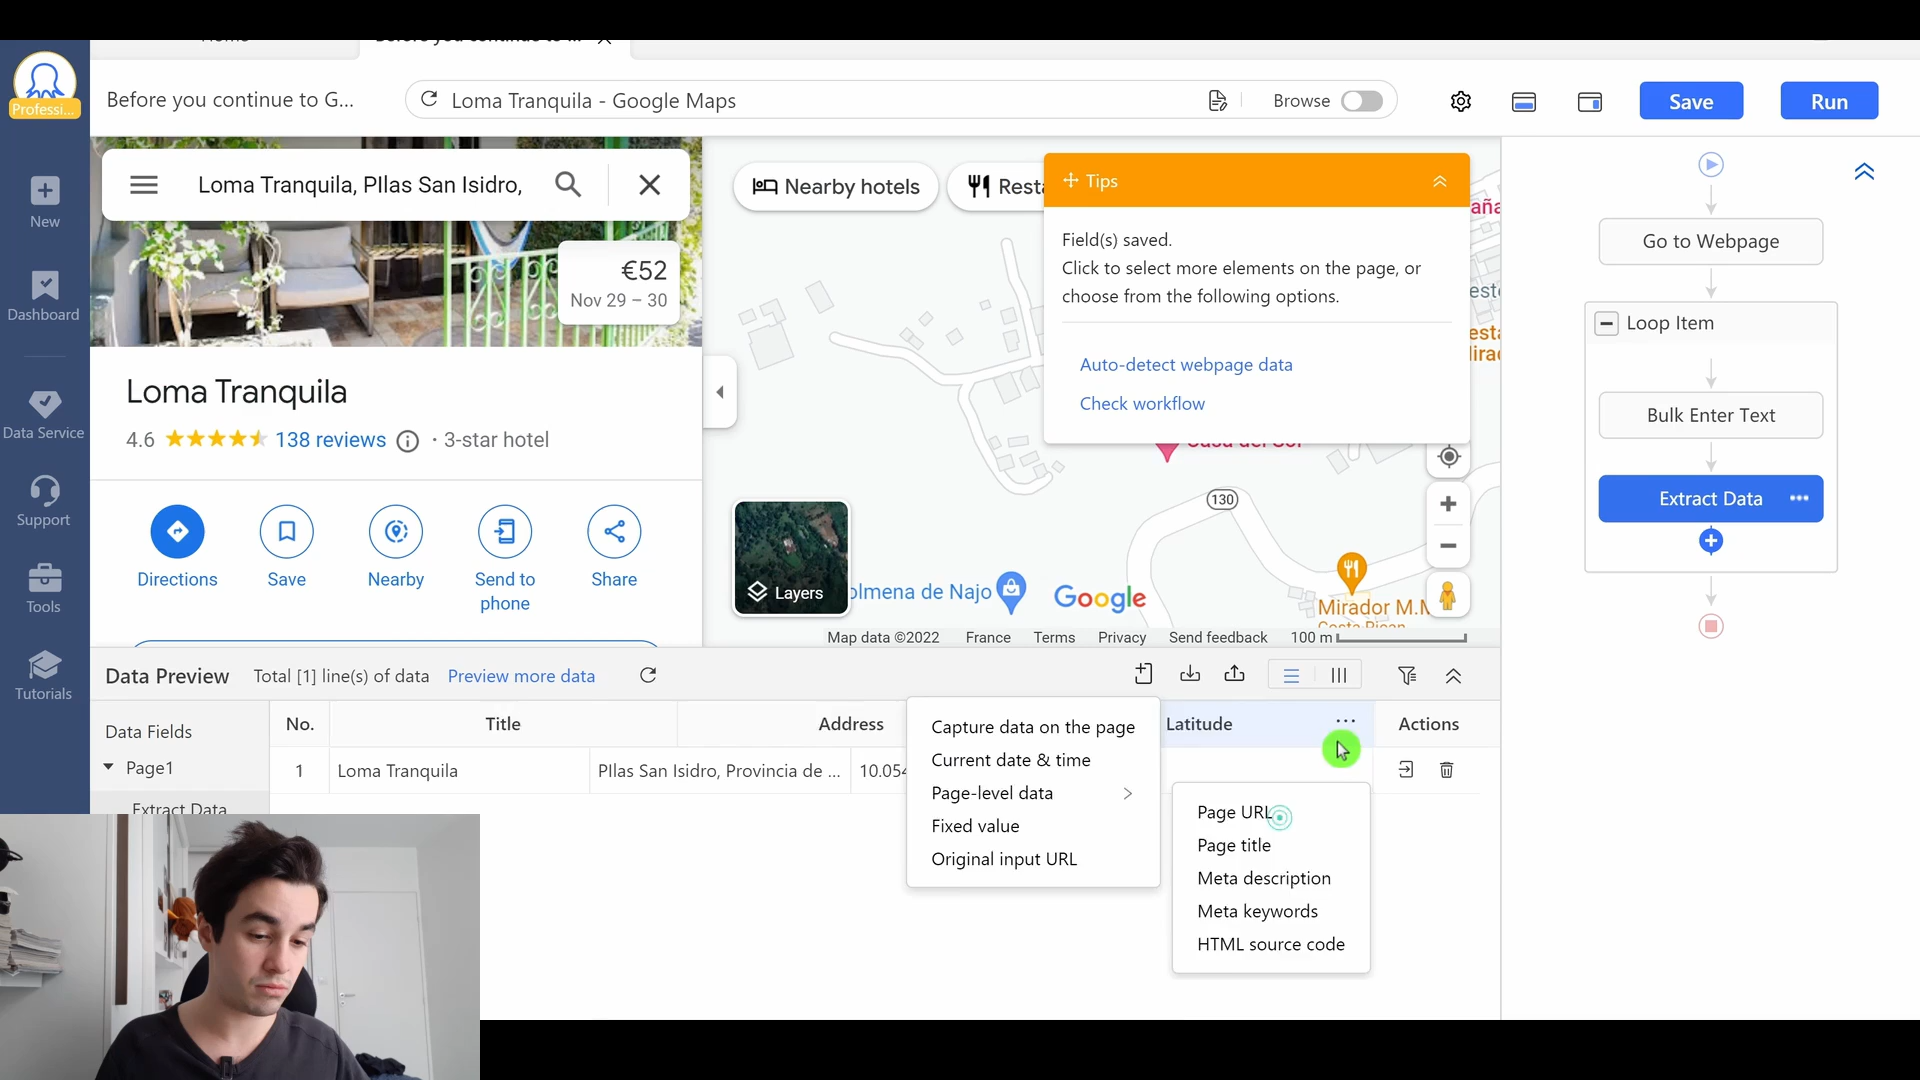 Professi...
New
Dashboard
Data Service
Support
Tools
Tutorials
Before you continue to G...
Loma Tranquila - Google Maps
Browse
Save
Run
Loma Tranquila, PIlas San Isidro,
€52
Nov 29 – 30
Loma Tranquila
4.6
138 reviews
· 3-star hotel
Directions
Save
Nearby
Send to
phone
Share
Nearby hotels
Resta
Tips
Field(s) saved.
Click to select more elements on the page, or
choose from the following options.
Auto-detect webpage data
Check workflow
130
Layers
olmena de Najo
Google
Mirador M.M
Map data ©2022
France
Terms
Privacy
Send feedback
100 m
Go to Webpage
Loop Item
Bulk Enter Text
Extract Data
Data Preview
Total [1] line(s) of data
Preview more data
Data Fields
Page1
Extract Data
No.
Title
Address
Latitude
Actions
1
Loma Tranquila
PIlas San Isidro, Provincia de ...
10.054
Capture data on the page
Current date & time
Page-level data
Fixed value
Original input URL
Page URL
Page title
Meta description
Meta keywords
HTML source code